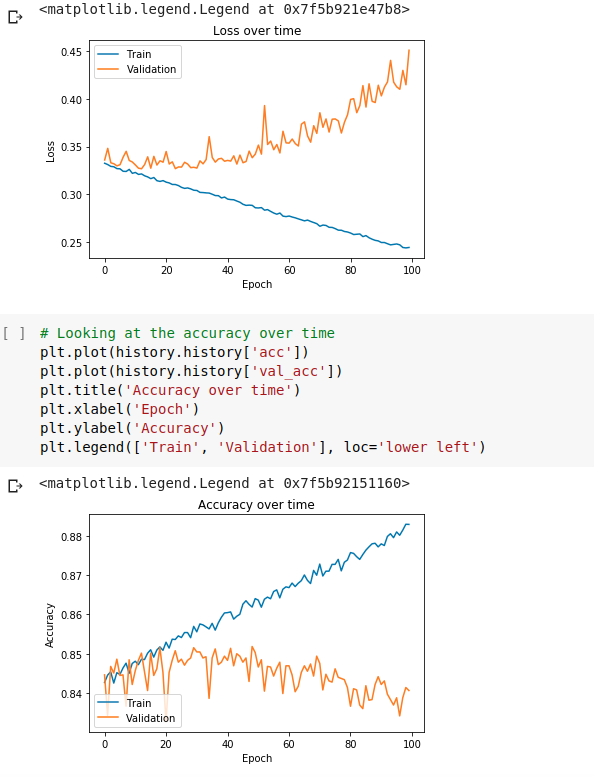 <matplotlib.legend.Legend at 0x7f5b921e47b8>
Loss over time
Train
Validation
0.45
0.40
0.35
0.30
0.25
Loss
0 20 40 60 80 100
Epoch
[ ] # Looking at the accuracy over time
plt.plot(history.history['acc'])
plt.plot(history.history['val_acc'])
plt.title('Accuracy over time')
plt.xlabel('Epoch')
plt.ylabel('Accuracy')
plt.legend(['Train', 'Validation'], loc='lower left')
<matplotlib.legend.Legend at 0x7f5b92151160>
Accuracy over time
0.88
0.87
0.86
0.85
0.84
Accuracy
Train
Validation
0 20 40 60 80 100
Epoch